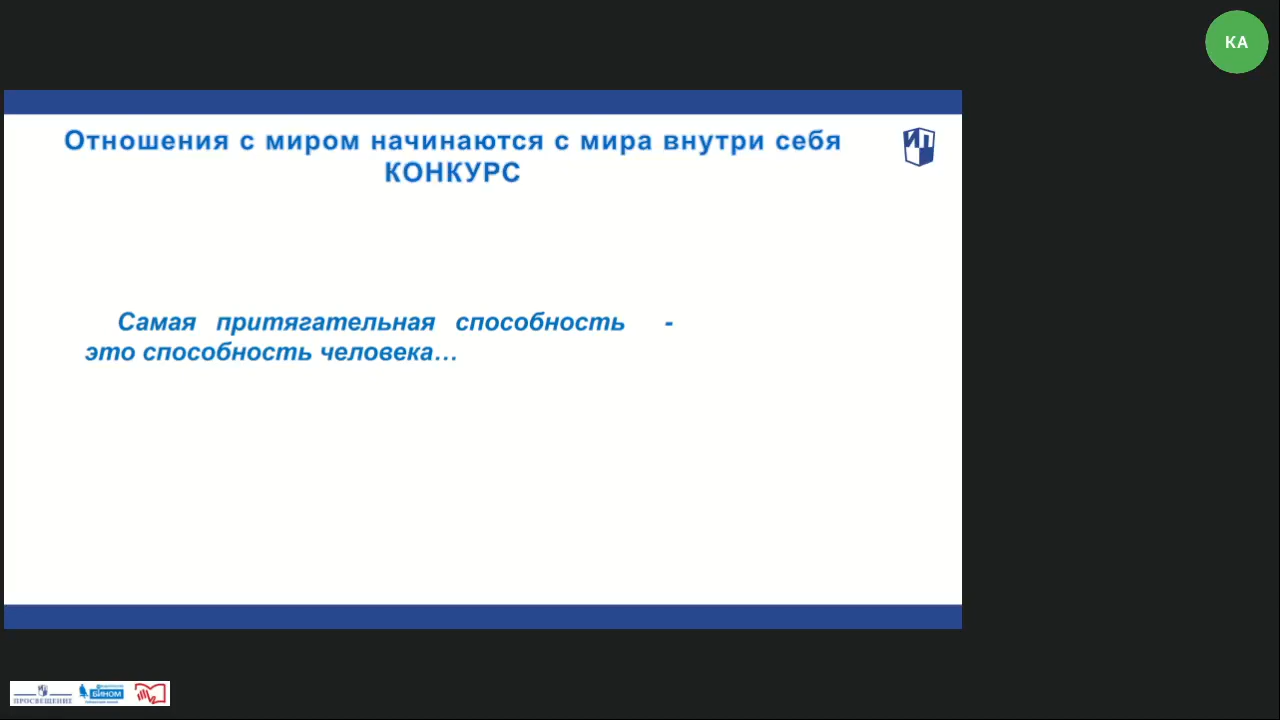 КА
Отношения с миром начинаются с мира внутри себя
КОНКУРС
Самая притягательная способность -
это способность человека...
ПРОСВЕЩЕНИЕ
БИНОМ